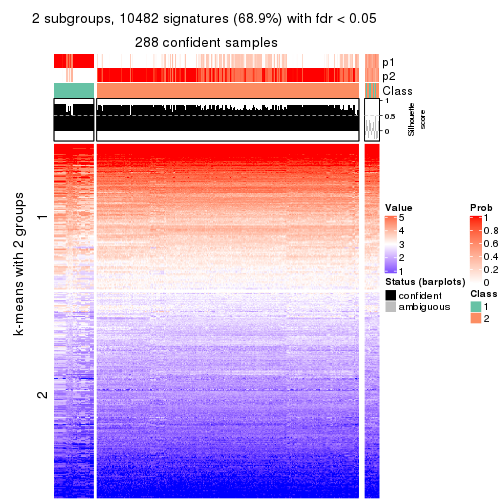 2 subgroups, 10482 signatures (68.9%) with fdr < 0.05
288 confident samples
p1
p2
Class
1
0.5
0
Silhouette
score
k-means with 2 groups
1
2
Value
5
4
3
2
1
Status (barplots)
confident
ambiguous
Prob
1
0.8
0.6
0.4
0.2
0
Class
1
2